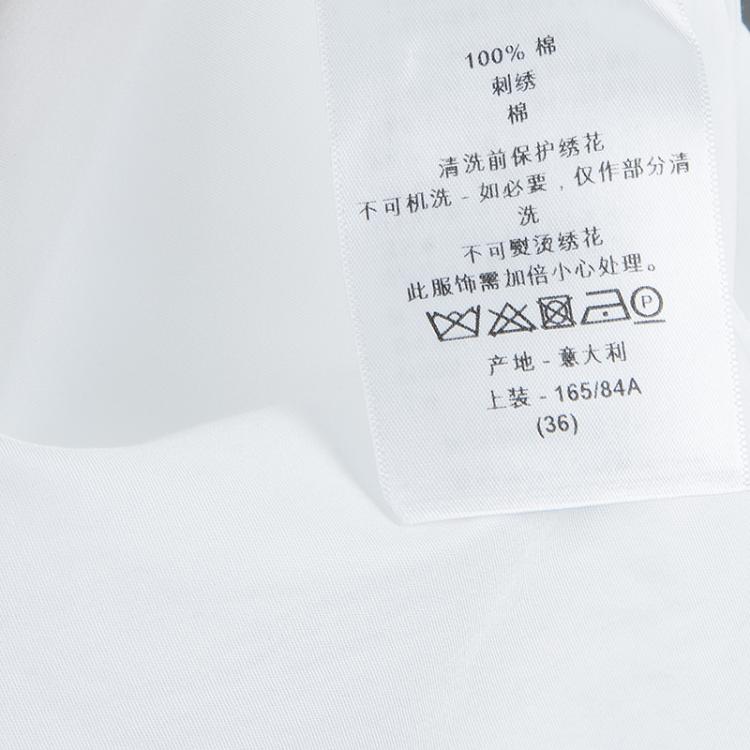 100% 棉
刺绣
棉
清洗前保护绣花
不可机洗 - 如必要，仅作部分清
洗
不可熨烫绣花
此服饰需加倍小心处理。
P
产地 - 意大利
上装 - 165/84A
(36)